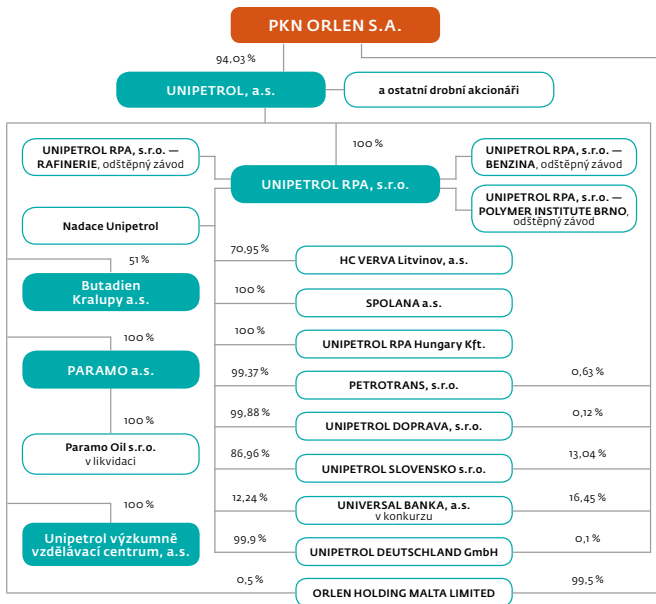 PKN ORLEN S.A.
94,03 %
UNIPETROL, a.s.
a ostatní drobní akcionáři
100 %
UNIPETROL RPA, s.r.o. —
RAFINERIE, odštěpný závod
UNIPETROL RPA, s.r.o. —
BENZINA, odštěpný závod
UNIPETROL RPA, s.r.o.
UNIPETROL RPA, s.r.o. —
POLYMER INSTITUTE BRNO,
odštěpný závod
Nadace Unipetrol
70,95 %
HC VERVA Litvínov, a.s.
51 %
Butadien
Kralupy a.s.
100 %
SPOLANA a.s.
100 %
UNIPETROL RPA Hungary Kft.
100 %
PARAMO a.s.
99,37 %
PETROTRANS, s.r.o.
0,63 %
100 %
99,88 %
UNIPETROL DOPRAVA, s.r.o.
0,12 %
Paramo Oil s.r.o.
v likvidaci
86,96 %
UNIPETROL SLOVENSKO s.r.o.
13,04 %
100 %
12,24 %
UNIVERSAL BANKA, a.s.
v konkurzu
16,45 %
Unipetrol výzkumně
vzdělávací centrum, a.s.
99,9 %
UNIPETROL DEUTSCHLAND GmbH
0,1 %
0,5 %
ORLEN HOLDING MALTA LIMITED
99,5 %